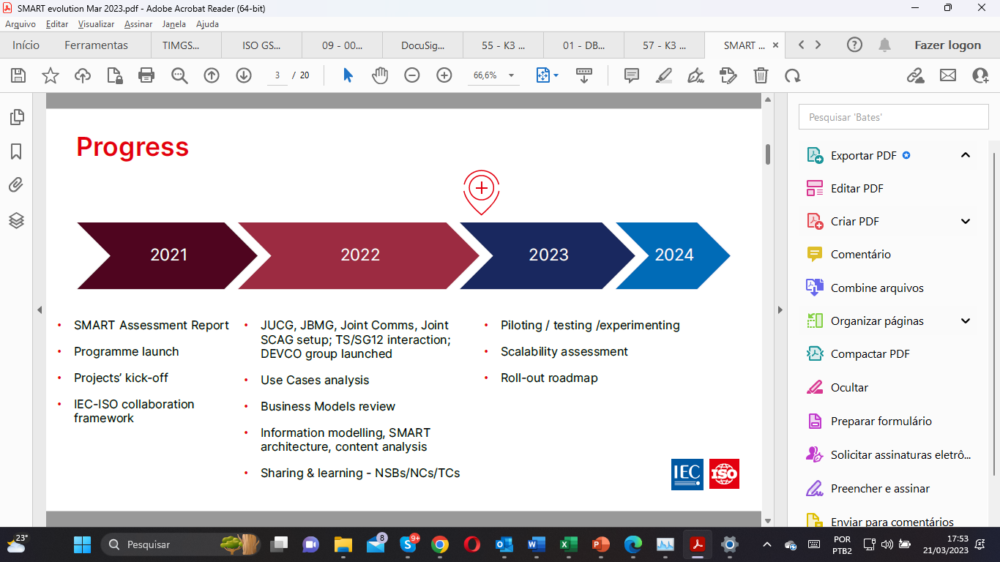 SMART evolution Mar 2023.pdf - Adobe Acrobat Reader (64-bit)
Arquivo Editar Visualizar Assinar Janela Ajuda
Início Ferramentas TIMGS... ISO GS... 09 - 00... DocuSig... 55 - K3 ... 01 - DB... 57 - K3 ... SMART ... Fazer logon
3 / 20 66,6%
Pesquisar 'Bates'
Exportar PDF
Editar PDF
Criar PDF
Comentário
Combine arquivos
Organizar páginas
Compactar PDF
Ocultar
Preparar formulário
Solicitar assinaturas eletrô...
Preencher e assinar
Enviar para comentários
Progress
2021 2022 2023 2024
• SMART Assessment Report
• Programme launch
• Projects’ kick-off
• IEC-ISO collaboration
framework
• JUCG, JBMG, Joint Comms, Joint
SCAG setup; TS/SG12 interaction;
DEVCO group launched
• Use Cases analysis
• Business Models review
• Information modelling, SMART
architecture, content analysis
• Sharing & learning - NSBs/NCs/TCs
• Piloting / testing /experimenting
• Scalability assessment
• Roll-out roadmap
IEC ISO
23°
Pesquisar
8
9+
POR
PTB2
17:53
21/03/2023